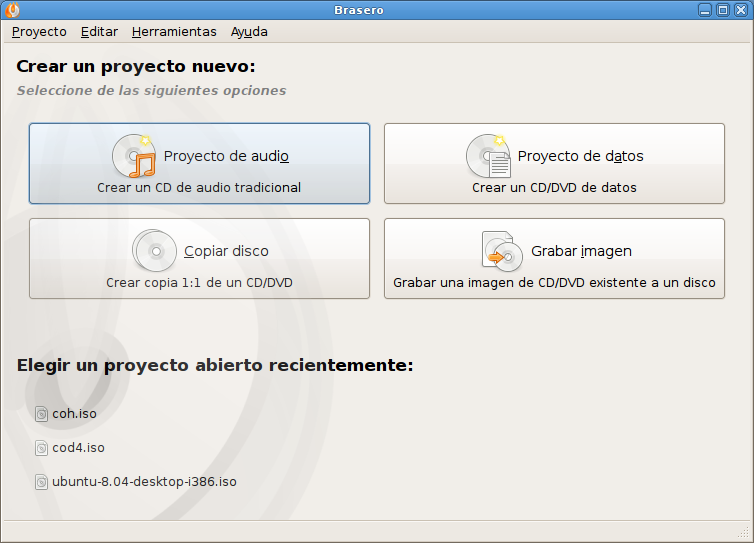 Brasero
Proyecto Editar Herramientas Ayuda
Crear un proyecto nuevo:
Seleccione de las siguientes opciones
Proyecto de audio
Crear un CD de audio tradicional
Proyecto de datos
Crear un CD/DVD de datos
Copiar disco
Crear copia 1:1 de un CD/DVD
Grabar imagen
Grabar una imagen de CD/DVD existente a un disco
Elegir un proyecto abierto recientemente:
coh.iso
cod4.iso
ubuntu-8.04-desktop-i386.iso